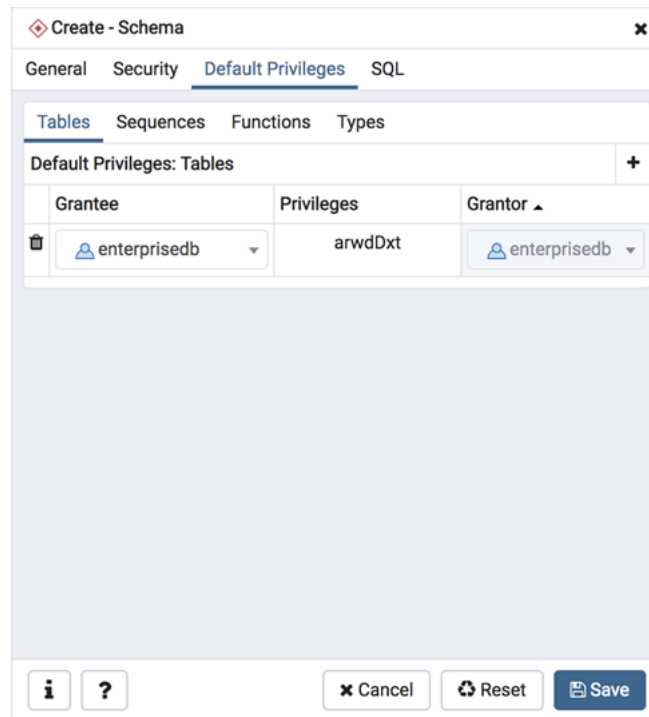 Create - Schema
General Security Default Privileges SQL
Tables Sequences Functions Types
Default Privileges: Tables
Grantee Privileges Grantor
enterprisedb arwdDxt enterprisedb
i ? Cancel Reset Save